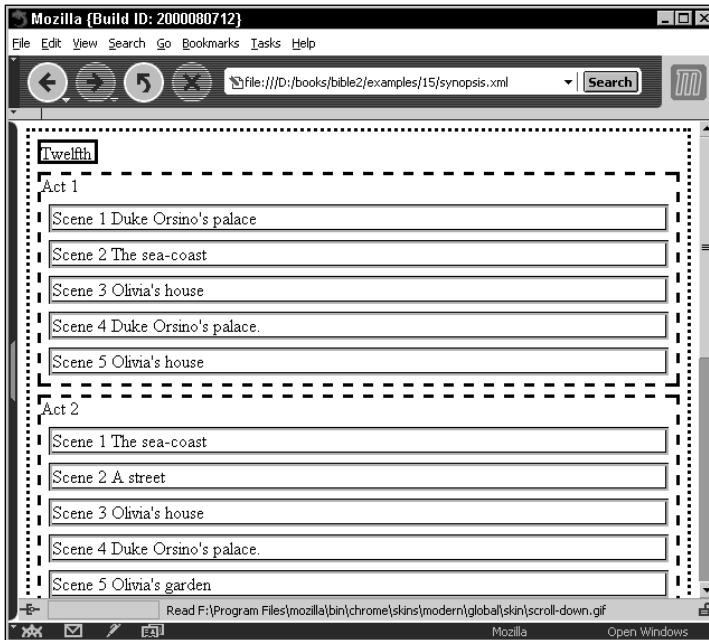 Mozilla {Build ID: 2000080712}
File Edit View Search Go Bookmarks Tasks Help
file:///D:/books/bible2/examples/15/synopsis.xml Search
Twelfth
Act 1
Scene 1 Duke Orsino's palace
Scene 2 The sea-coast
Scene 3 Olivia's house
Scene 4 Duke Orsino's palace.
Scene 5 Olivia's house
Act 2
Scene 1 The sea-coast
Scene 2 A street
Scene 3 Olivia's house
Scene 4 Duke Orsino's palace.
Scene 5 Olivia's garden
Read F:\Program Files\mozilla\bin\chrome\skins\modern\global\skin\scroll-down.gif
Mozilla Open Windows